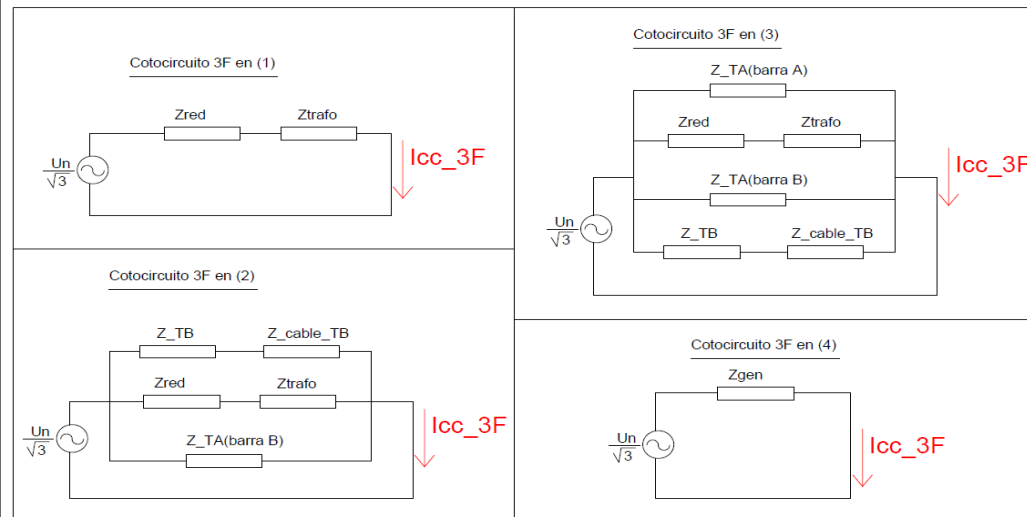 Cotocircuito 3F en (1)
Zred
Ztrafo
Un
√3
Icc_3F
Cotocircuito 3F en (2)
Z_TB
Z_cable_TB
Zred
Ztrafo
Z_TA(barra B)
Un
√3
Icc_3F
Cotocircuito 3F en (3)
Z_TA(barra A)
Zred
Ztrafo
Z_TA(barra B)
Z_TB
Z_cable_TB
Un
√3
Icc_3F
Cotocircuito 3F en (4)
Zgen
Un
√3
Icc_3F